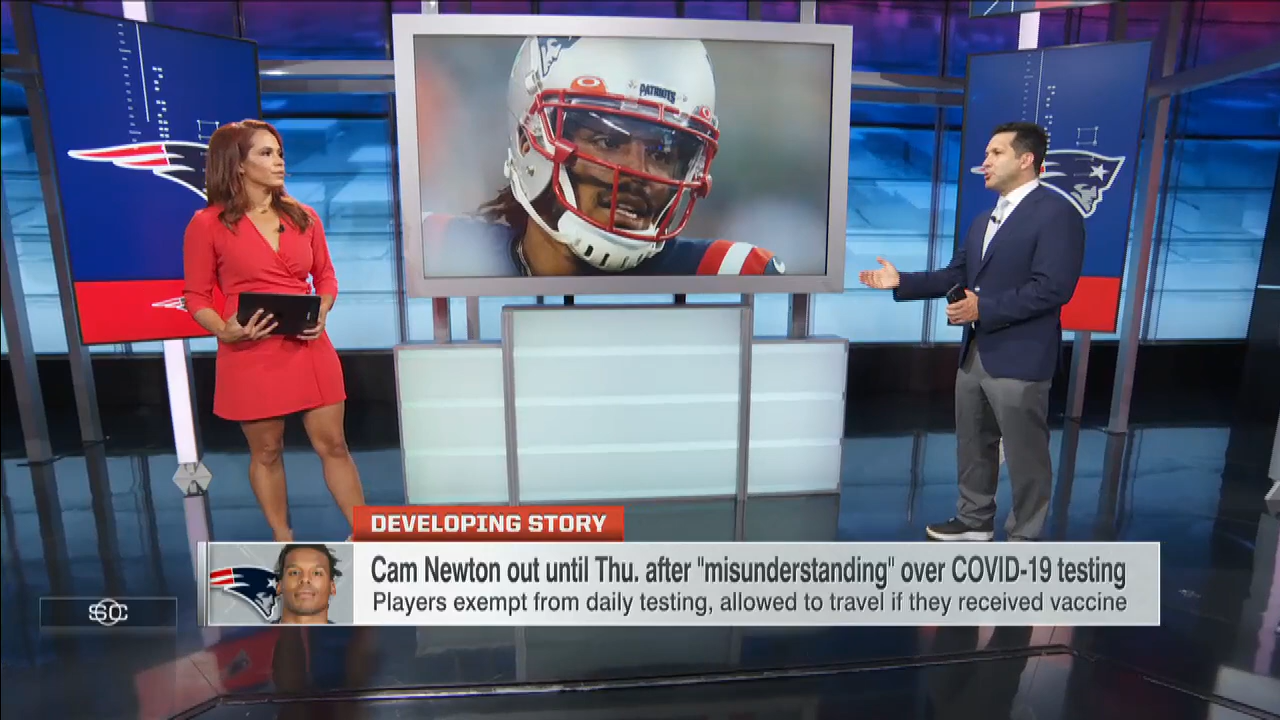 PATRIOTS
DEVELOPING STORY
Cam Newton out until Thu. after "misunderstanding" over COVID-19 testing
Players exempt from daily testing, allowed to travel if they received vaccine
SC